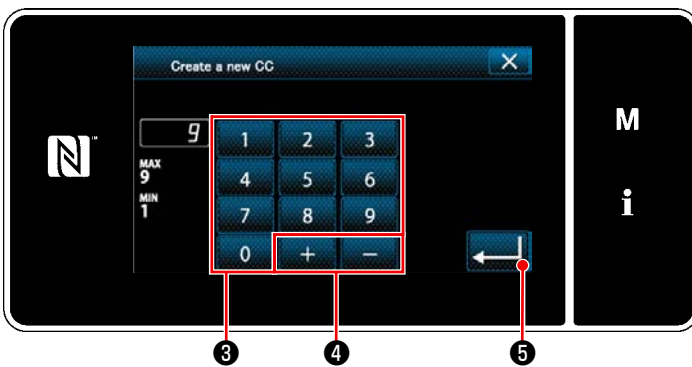 Create a new CC
9
1 2 3
MAX
9
4 5 6
MIN
1
7 8 9
0 + −
M
i
❸ ❹ ❺